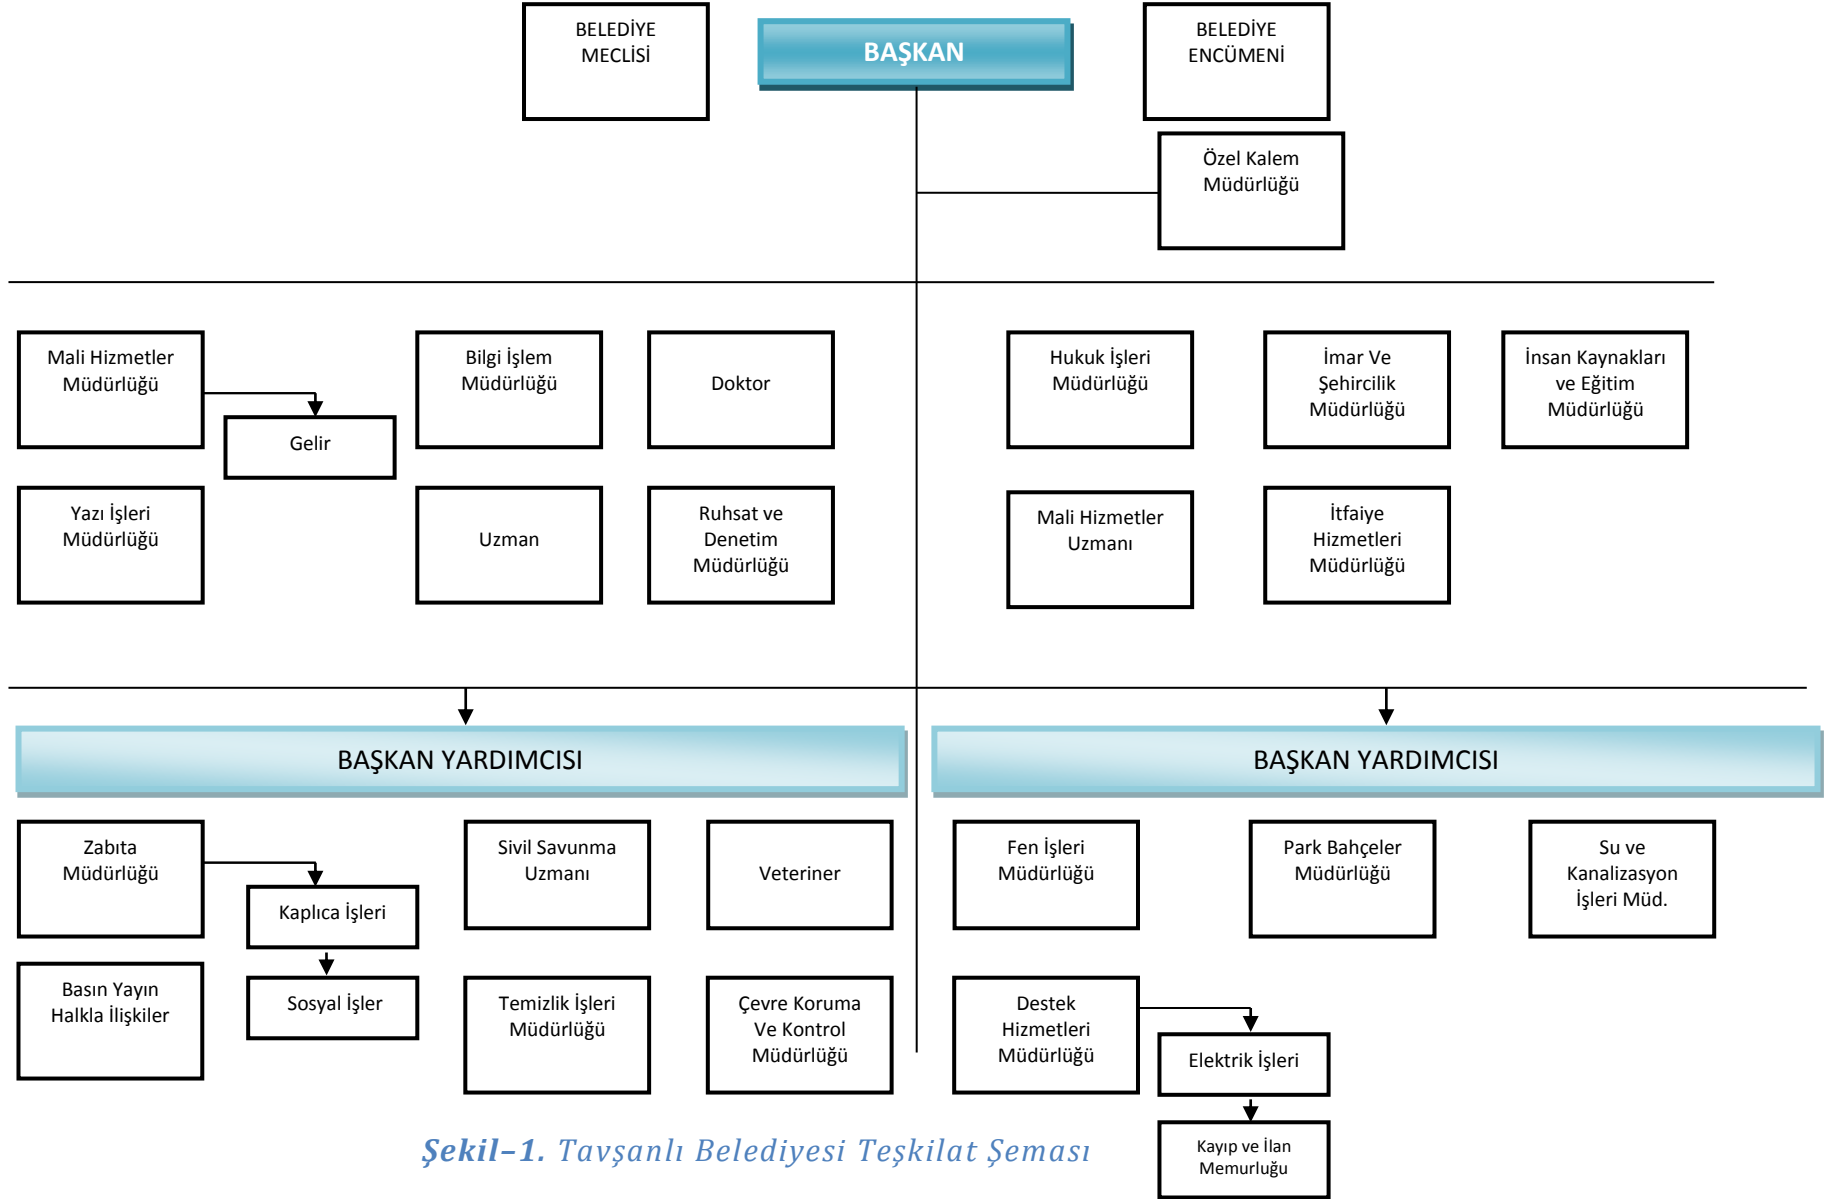 BELEDİYE
MECLİSİ
BAŞKAN
BELEDİYE
ENCÜMENİ
Özel Kalem
Müdürlüğü
Mali Hizmetler
Müdürlüğü
Gelir
Bilgi İşlem
Müdürlüğü
Doktor
Hukuk İşleri
Müdürlüğü
İmar Ve
Şehircilik
Müdürlüğü
İnsan Kaynakları
ve Eğitim
Müdürlüğü
Yazı İşleri
Müdürlüğü
Uzman
Ruhsat ve
Denetim
Müdürlüğü
Mali Hizmetler
Uzmanı
İtfaiye
Hizmetleri
Müdürlüğü
BAŞKAN YARDIMCISI
BAŞKAN YARDIMCISI
Zabıta
Müdürlüğü
Kaplıca İşleri
Sivil Savunma
Uzmanı
Veteriner
Fen İşleri
Müdürlüğü
Park Bahçeler
Müdürlüğü
Su ve
Kanalizasyon
İşleri Müd.
Basın Yayın
Halkla İlişkiler
Sosyal İşler
Temizlik İşleri
Müdürlüğü
Çevre Koruma
Ve Kontrol
Müdürlüğü
Destek
Hizmetleri
Müdürlüğü
Elektrik İşleri
Kayıp ve İlan
Memurluğu
Şekil–1. Tavşanlı Belediyesi Teşkilat Şeması